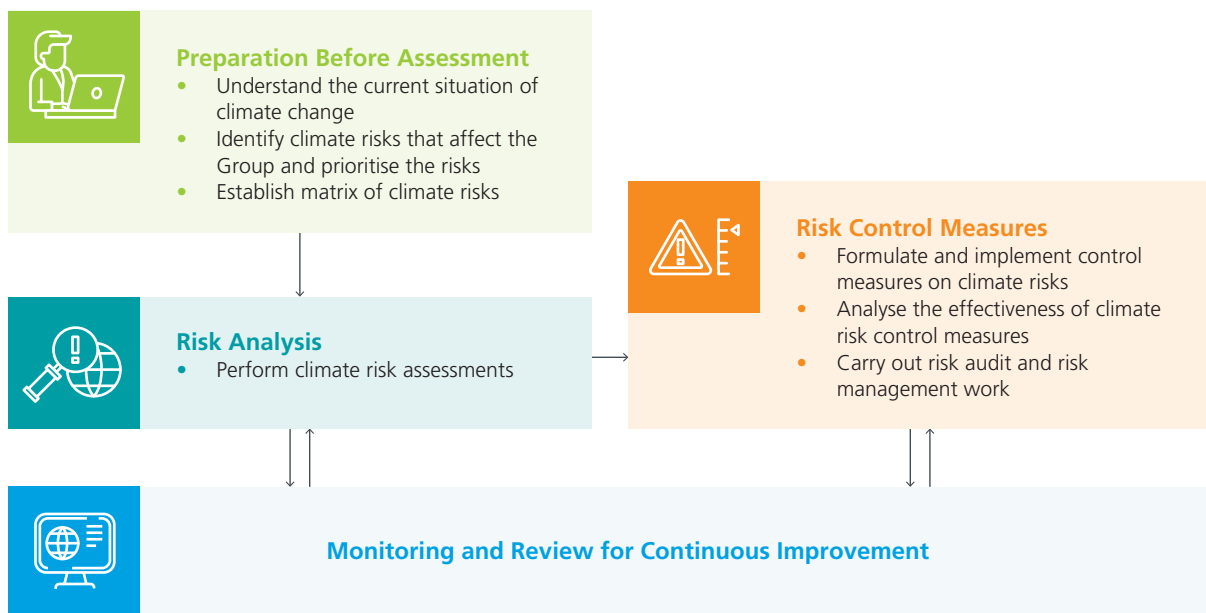 Preparation Before Assessment
• Understand the current situation of
climate change
• Identify climate risks that affect the
Group and prioritise the risks
• Establish matrix of climate risks
Risk Analysis
• Perform climate risk assessments
Risk Control Measures
• Formulate and implement control
measures on climate risks
• Analyse the effectiveness of climate
risk control measures
• Carry out risk audit and risk
management work
Monitoring and Review for Continuous Improvement